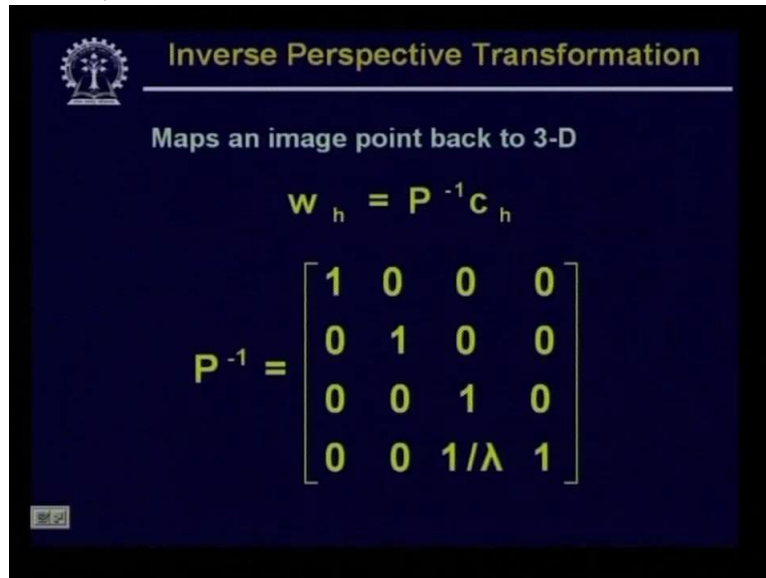 Inverse Perspective Transformation
Maps an image point back to 3-D
w h = P -1 c h
P -1 =
1 0 0 0
0 1 0 0
0 0 1 0
0 0 1/λ 1